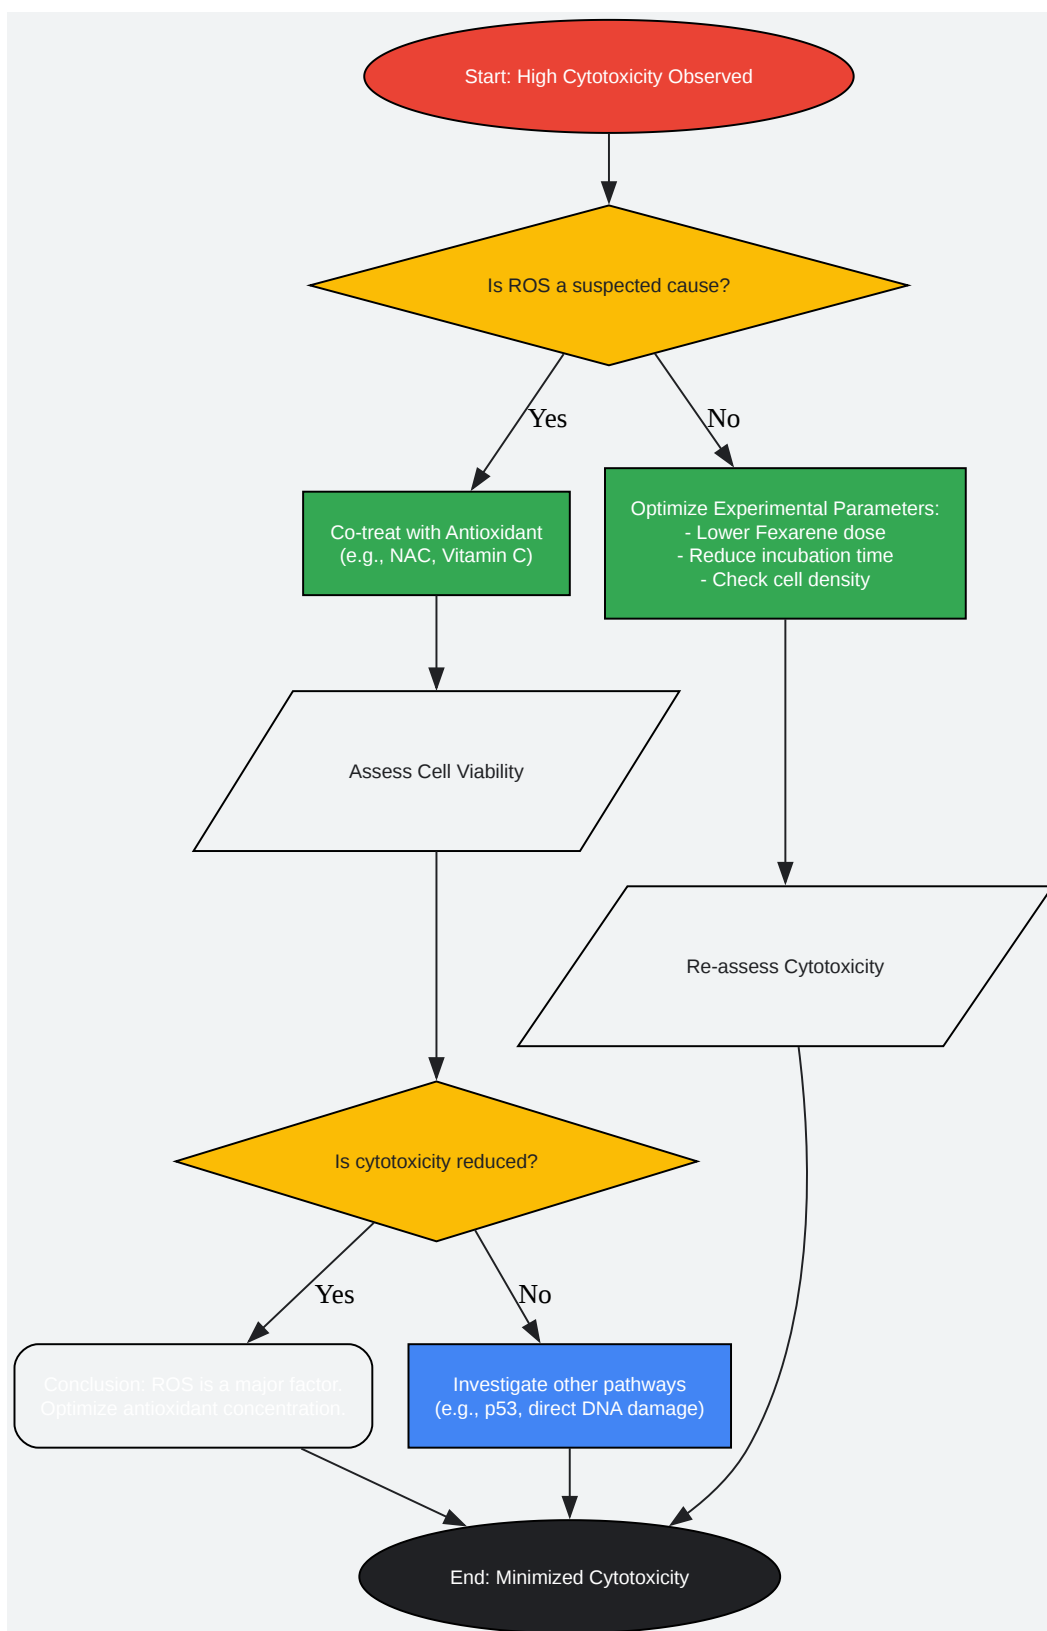 Start: High Cytotoxicity Observed
Is ROS a suspected cause?
Yes
No
Co-treat with Antioxidant
(e.g., NAC, Vitamin C)
Optimize Experimental Parameters:
- Lower Fexarene dose
- Reduce incubation time
- Check cell density
Assess Cell Viability
Re-assess Cytotoxicity
Is cytotoxicity reduced?
Yes
No
Conclusion: ROS is a major factor.
Optimize antioxidant concentration.
Investigate other pathways
(e.g., p53, direct DNA damage)
End: Minimized Cytotoxicity